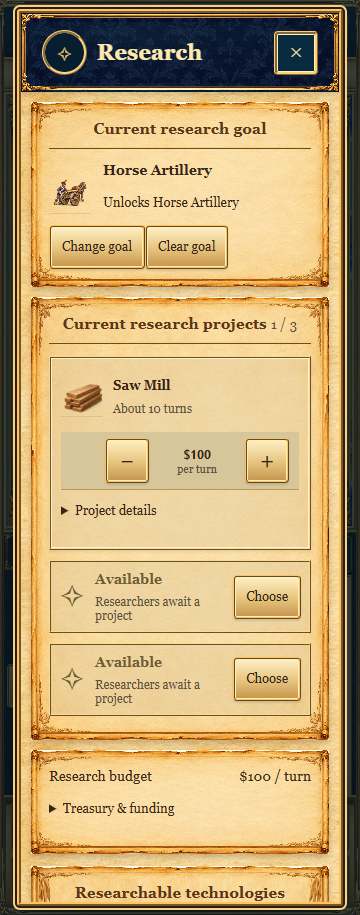 Research
×
Current research goal
Horse Artillery
Unlocks Horse Artillery
Change goal
Clear goal
Current research projects 1 / 3
Saw Mill
About 10 turns
− $100 +
per turn
Project details
Available
Researchers await a
project
Choose
Available
Researchers await a
project
Choose
Research budget $100 / turn
Treasury & funding
Researchable technologies